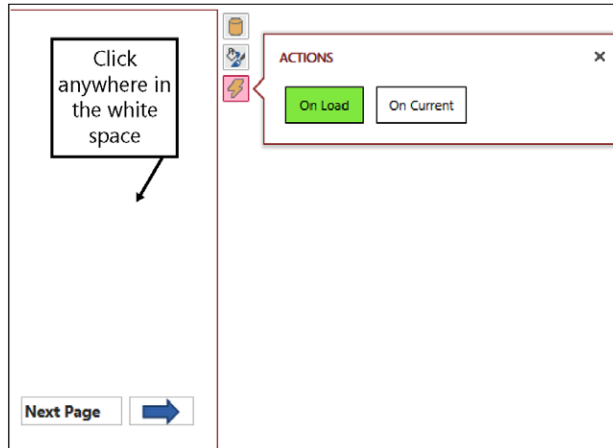 Click
anywhere in
the white
space
ACTIONS
On Load
On Current
Next Page